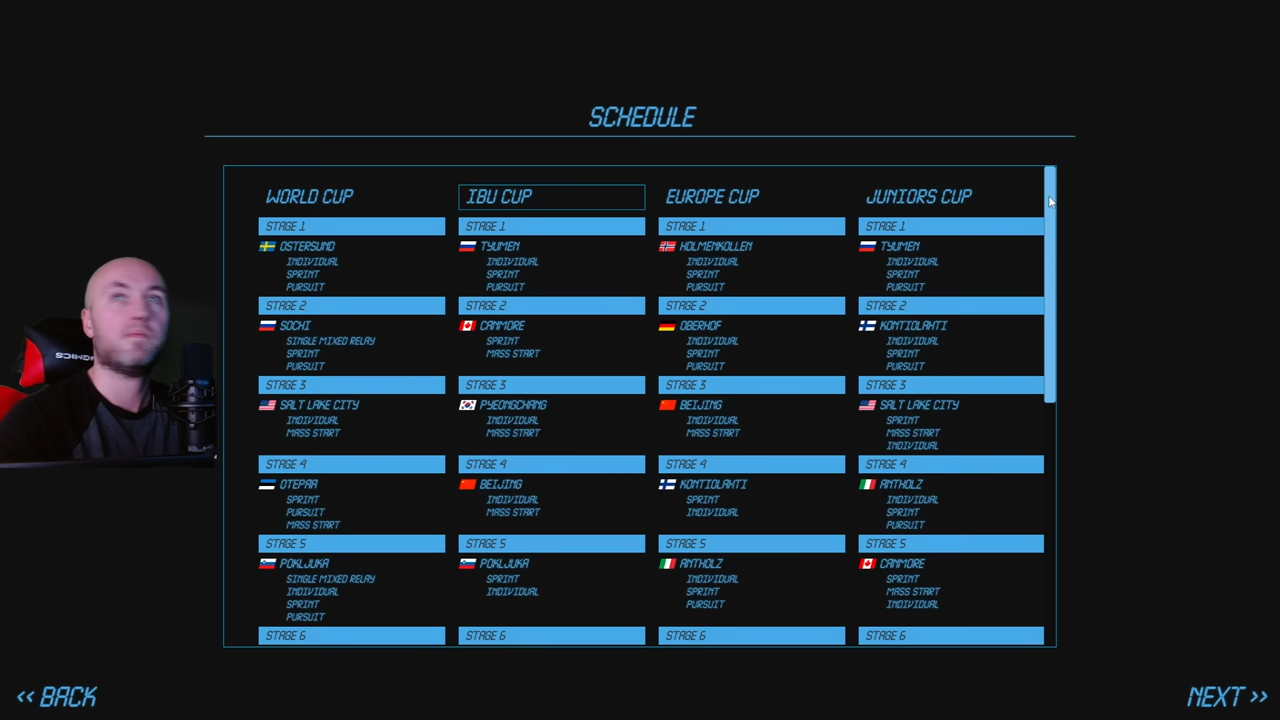 SCHEDULE
WORLD CUP
STAGE 1
OSTERSUND
INDIVIDUAL
SPRINT
PURSUIT
STAGE 2
SOCHI
SINGLE MIXED RELAY
SPRINT
PURSUIT
STAGE 3
SALT LAKE CITY
INDIVIDUAL
MASS START
STAGE 4
OTEPAA
SPRINT
PURSUIT
MASS START
STAGE 5
POKLJUKA
SINGLE MIXED RELAY
INDIVIDUAL
SPRINT
PURSUIT
STAGE 6
IBU CUP
STAGE 1
TYUMEN
INDIVIDUAL
SPRINT
PURSUIT
STAGE 2
CANMORE
SPRINT
MASS START
STAGE 3
PYEONGCHANG
INDIVIDUAL
MASS START
STAGE 4
BEIJING
INDIVIDUAL
MASS START
STAGE 5
POKLJUKA
SPRINT
INDIVIDUAL
STAGE 6
EUROPE CUP
STAGE 1
HOLMENKOLLEN
INDIVIDUAL
SPRINT
PURSUIT
STAGE 2
OBERHOF
INDIVIDUAL
SPRINT
PURSUIT
STAGE 3
BEIJING
INDIVIDUAL
MASS START
STAGE 4
KONTIOLAHTI
SPRINT
INDIVIDUAL
STAGE 5
ANTHOLZ
INDIVIDUAL
SPRINT
PURSUIT
STAGE 6
JUNIORS CUP
STAGE 1
TYUMEN
INDIVIDUAL
SPRINT
PURSUIT
STAGE 2
KONTIOLAHTI
INDIVIDUAL
SPRINT
PURSUIT
STAGE 3
SALT LAKE CITY
SPRINT
MASS START
INDIVIDUAL
STAGE 4
ANTHOLZ
INDIVIDUAL
SPRINT
PURSUIT
STAGE 5
CANMORE
SPRINT
MASS START
INDIVIDUAL
STAGE 6
<< BACK
NEXT >>